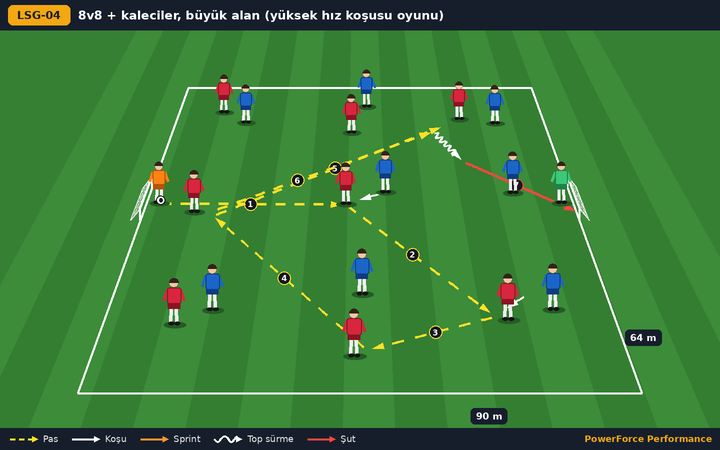 LSG-04 8v8 + kaleciler, büyük alan (yüksek hız koşusu oyunu)
5
6
1
2
4
3
64 m
90 m
Pas Koşu Sprint Top sürme Şut PowerForce Performance